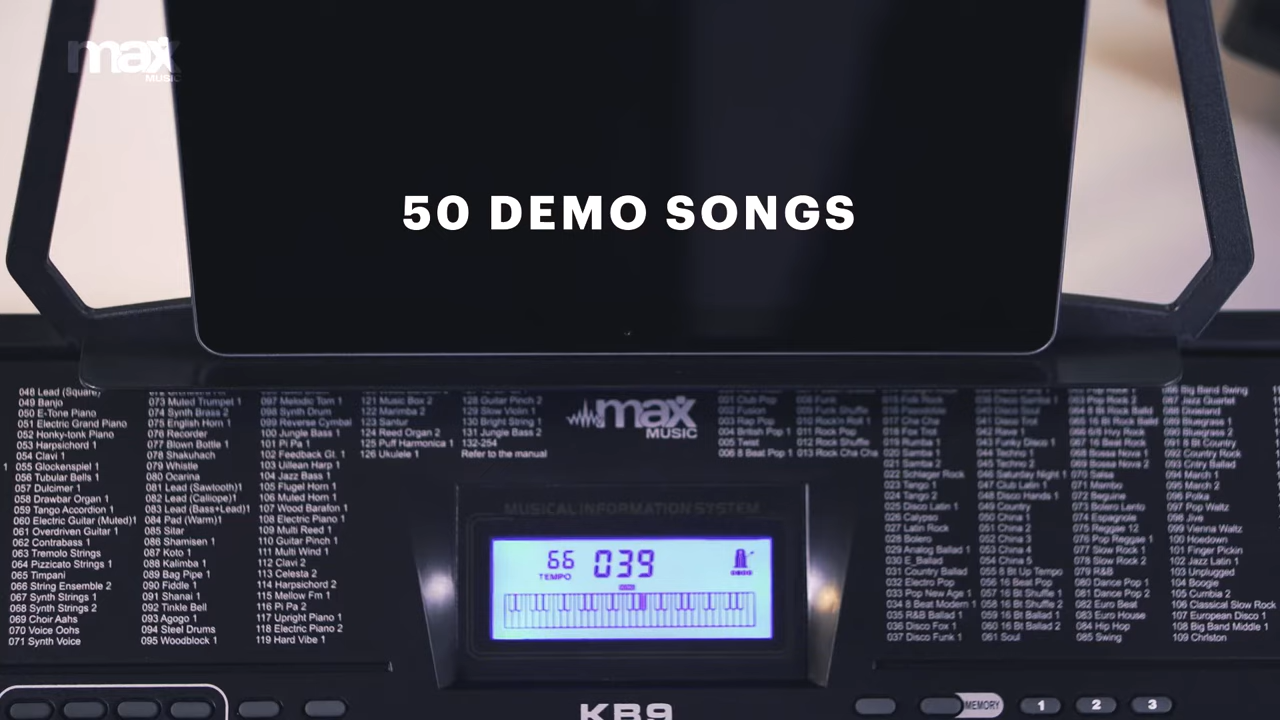 max
MUSIC
50 DEMO SONGS
048 Lead (Square)
049 Banjo
050 E-Tone Piano
051 Electric Grand Piano
052 Honky-tonk Piano
053 Harpsichord 1
054 Clavi 1
055 Glockenspiel 1
056 Tubular Bells 1
057 Dulcimer 1
058 Drawbar Organ 1
059 Tango Accordion 1
060 Electric Guitar (Muted)1
061 Overdriven Guitar 1
062 Contrabass 1
063 Tremolo Strings
064 Pizzicato Strings 1
065 Timpani
066 String Ensemble 2
067 Synth Strings 1
068 Synth Strings 2
069 Choir Aahs
070 Voice Oohs
071 Synth Voice
073 Muted Trumpet 1
074 Synth Brass 2
075 English Horn 1
076 Recorder
077 Blown Bottle 1
078 Shakuhach
079 Whistle
080 Ocarina
081 Lead (Sawtooth)1
082 Lead (Calliope)1
083 Lead (Bass+Lead)1
084 Pad (Warm)1
085 Sitar
086 Shamisen 1
087 Koto 1
088 Kalimba 1
089 Bag Pipe 1
090 Fiddle 1
091 Shanai 1
092 Tinkle Bell
093 Agogo 1
094 Steel Drums
095 Woodblock 1
097 Melodic Tom 1
098 Synth Drum
099 Reverse Cymbal
100 Jungle Bass 1
101 Pi Pa 1
102 Feedback Gt. 1
103 Uillean Harp 1
104 Jazz Bass 1
105 Flugel Horn 1
106 Muted Horn 1
107 Wood Barafon 1
108 Electric Piano 1
109 Multi Reed 1
110 Guitar Pinch 1
111 Multi Wind 1
112 Clavi 2
113 Celesta 2
114 Harpsichord 2
115 Mellow Fm 1
116 Pi Pa 2
117 Upright Piano 1
118 Electric Piano 2
119 Hard Vibe 1
121 Music Box 2
122 Marimba 2
123 Santur
124 Reed Organ 2
125 Puff Harmonica 1
126 Ukulele 1
128 Guitar Pinch 2
129 Slow Violin 1
130 Bright String 1
131 Jungle Bass 2
132-254
Refer to the manual
max
MUSIC
001 Club Pop
002 Fusion
003 Rap Pop
004 British Pop 1
005 Twist
006 8 Beat Pop 1
008 Funk
009 Funk Shuffle
010 Rock'n Roll 1
011 Rock Pop
012 Rock Shuffle
013 Rock Cha Cha
017 Cha Cha
018 Fox Trot
019 Rumba 1
020 Samba 1
021 Samba 2
022 Schlager Rock
023 Tango 1
024 Tango 2
025 Disco Latin 1
026 Calypso
027 Latin Rock
028 Bolero
029 Analog Ballad 1
030 E_Ballad
031 Country Ballad
032 Electro Pop
033 Pop New Age 1
034 8 Beat Modern 1
035 R&B Ballad 1
036 Disco Fox 1
037 Disco Funk 1
042 Rave 1
043 Funky Disco 1
044 Techno 1
045 Techno 2
046 Saturday Night 1
047 Club Latin 1
048 Disco Hands 1
049 Country
050 China 1
051 China 2
052 China 3
053 China 4
054 China 5
055 8 Bt Up Tempo
056 16 Beat Pop
057 16 Bt Shuffle 1
058 16 Bt Shuffle 2
059 16 Bt Ballad 1
060 16 Bt Ballad 2
061 Soul
066 6/8 Hvy Rock
067 16 Beat Rock
068 Bossa Nova 1
069 Bossa Nova 2
070 Salsa
071 Mambo
072 Beguine
073 Bolero Lento
074 Espagnole
075 Reggae 12
076 Pop Reggae 1
077 Slow Rock 1
078 Slow Rock 2
079 R&B
080 Dance Pop 1
081 Dance Pop 2
082 Euro Beat
083 Euro House
084 Hip Hop
085 Swing
086 Big Band Swing
087 Jazz Quartet
088 Dixieland
089 Bluegrass 1
090 Bluegrass 2
091 8 Bt Country
092 Country Rock
093 Cntry Ballad
094 March 1
095 March 2
096 Polka
097 Pop Waltz
098 Jive
099 Vienna Waltz
100 Hoedown
101 Finger Pickin
102 Jazz Latin 1
103 Unplugged
104 Boogie
105 Cumbia 2
106 Classical Slow Rock
107 European Disco 1
108 Big Band Middle 1
109 Chrlston
MUSICAL INFORMATION SYSTEM
66 039
TEMPO
KB9
MEMORY 1 2 3